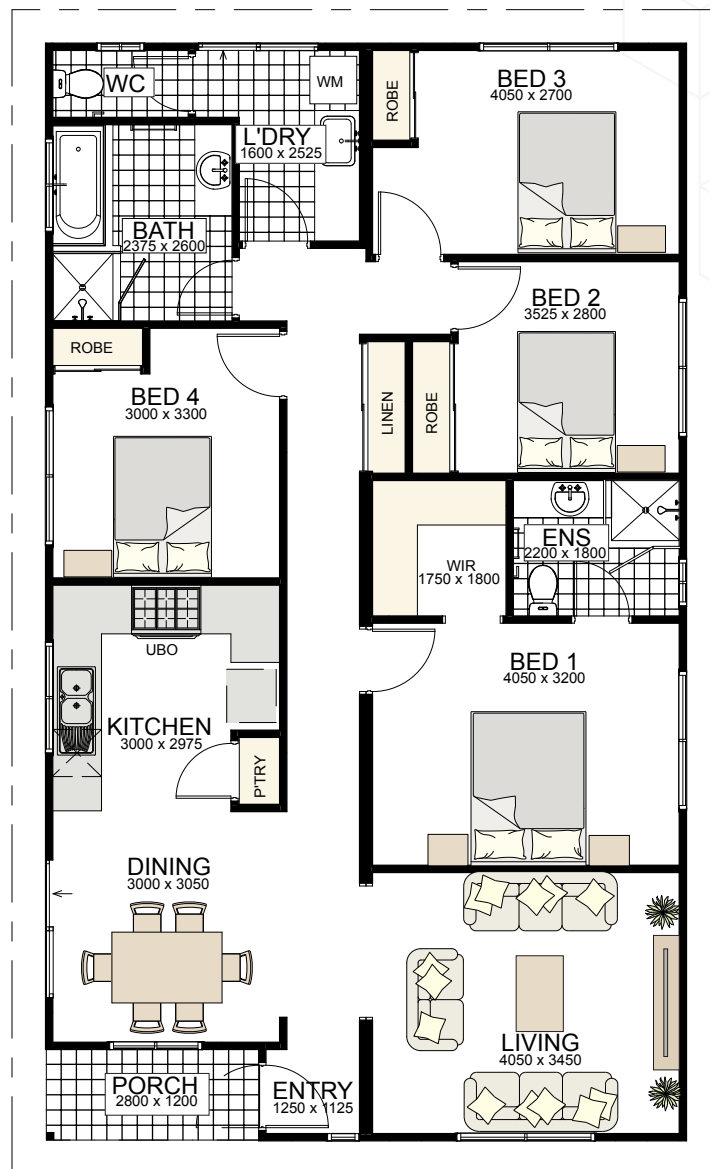 WC
WM
ROBE
BED 3
4050 x 2700
L'DRY
1600 x 2525
BATH
2375 x 2600
BED 2
3525 x 2800
ROBE
BED 4
3000 x 3300
LINEN
ROBE
ENS
2200 x 1800
WIR
1750 x 1800
UBO
BED 1
4050 x 3200
KITCHEN
3000 x 2975
P'TRY
DINING
3000 x 3050
LIVING
4050 x 3450
PORCH
2800 x 1200
ENTRY
1250 x 1125